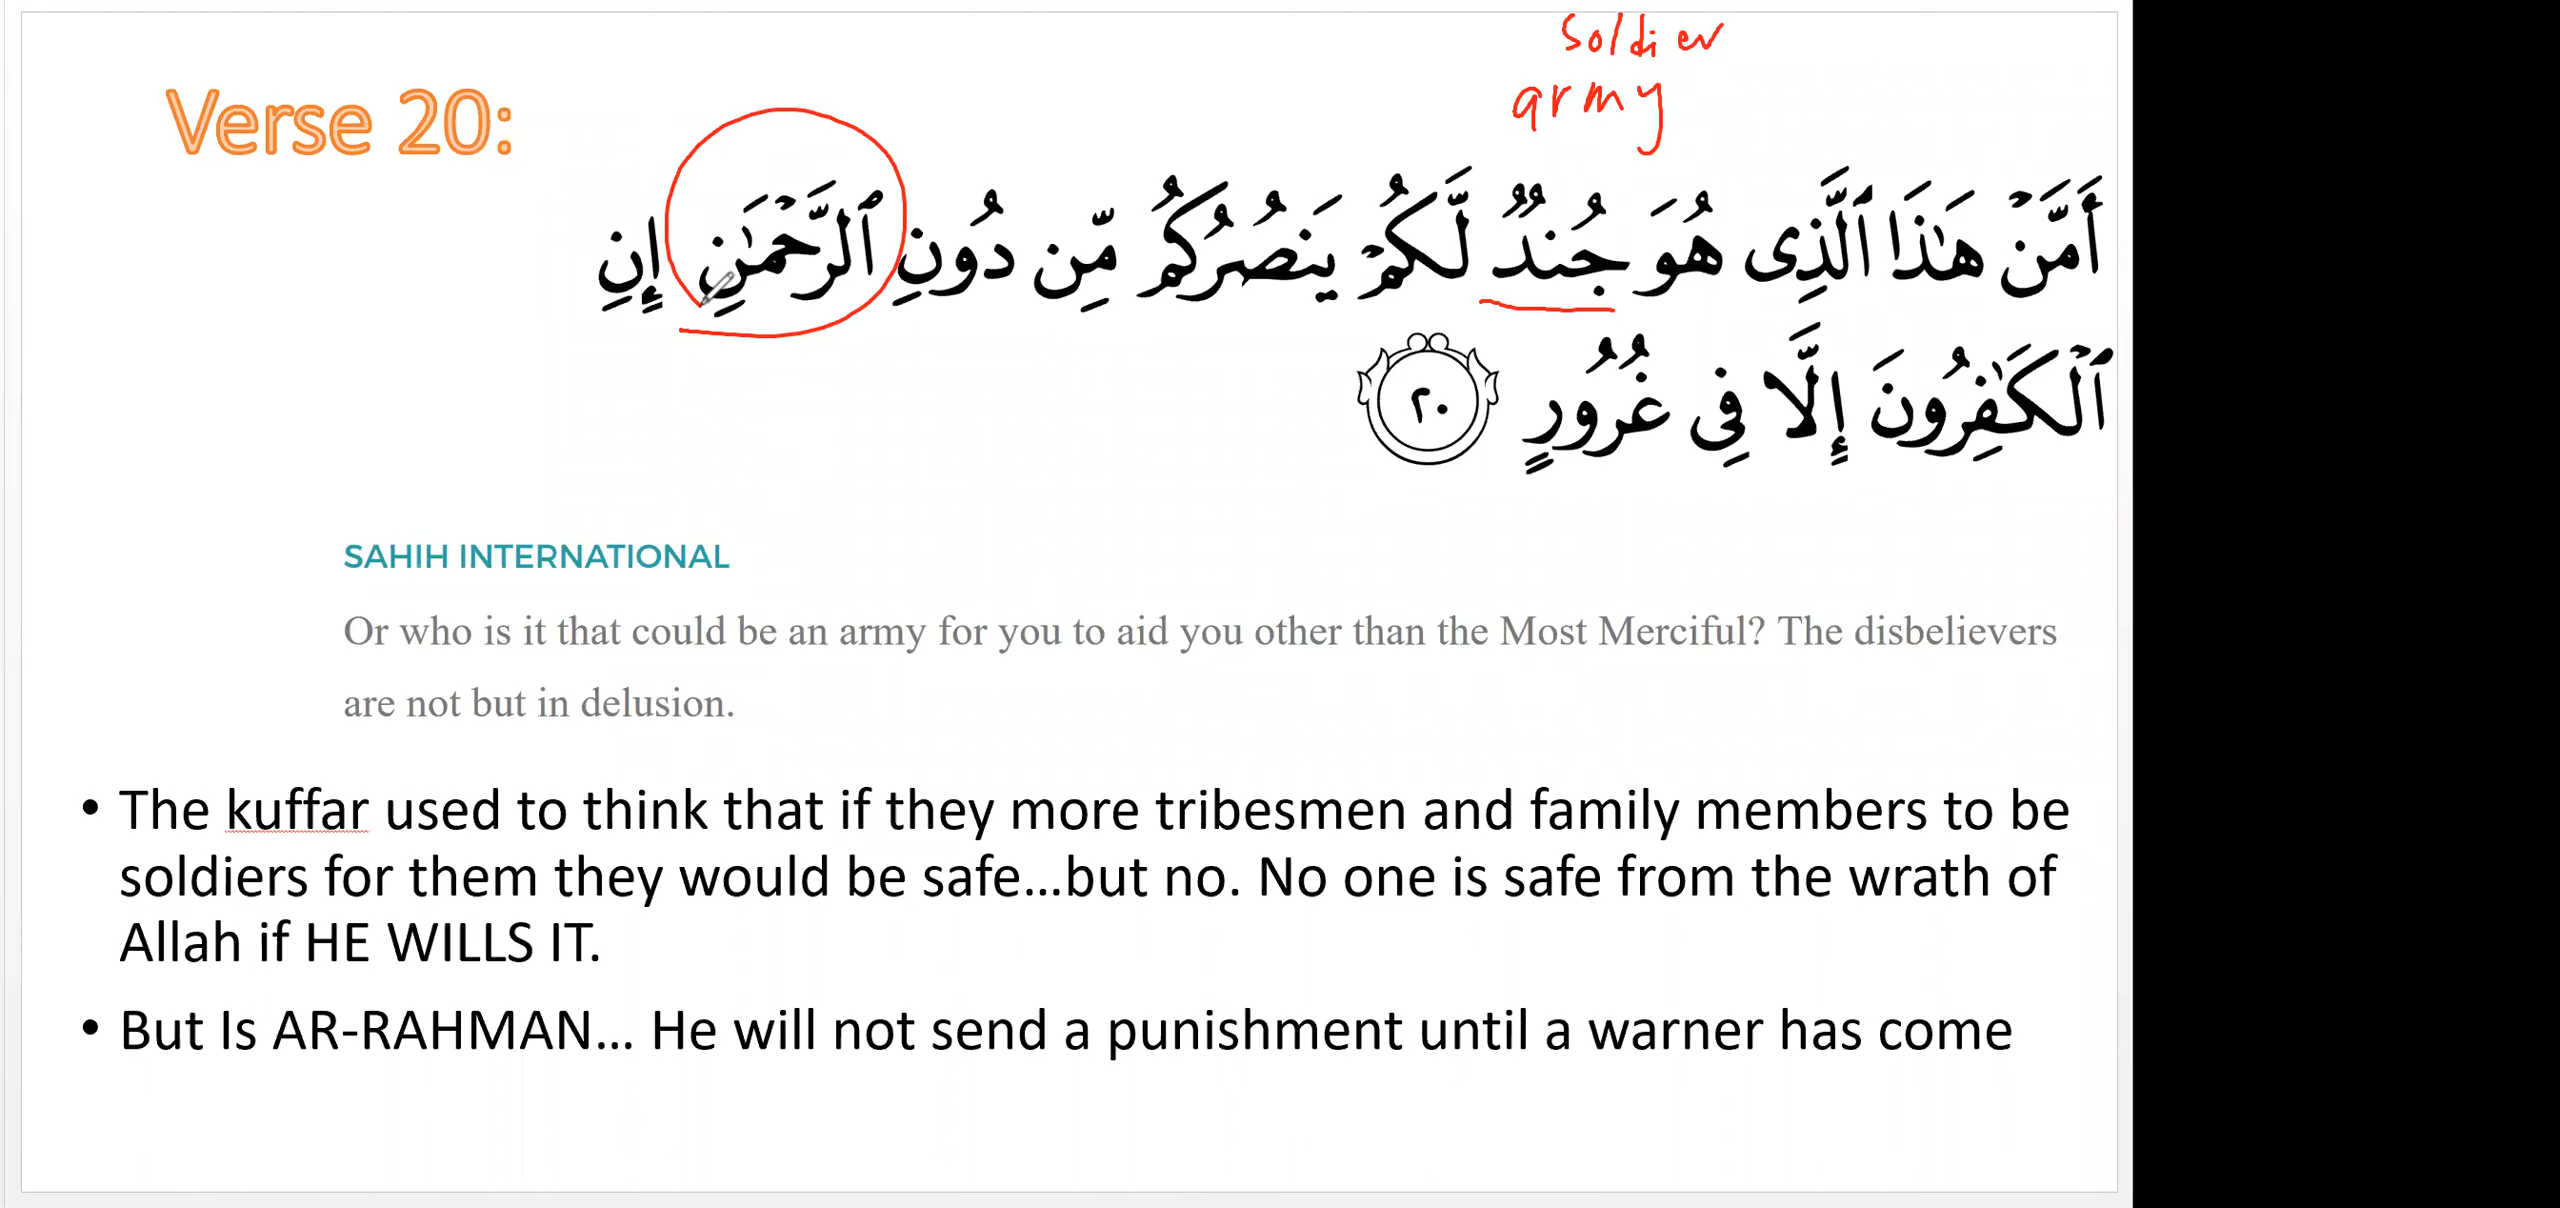 soldier
army
Verse 20:
أَمَّنْ هَـٰذَا ٱلَّذِى هُوَ جُندٌ لَّكُمْ يَنصُرُكُم مِّن دُونِ ٱلرَّحْمَـٰنِ إِنِ
ٱلْكَـٰفِرُونَ إِلَّا فِى غُرُورٍ ٢٠
SAHIH INTERNATIONAL
Or who is it that could be an army for you to aid you other than the Most Merciful? The disbelievers
are not but in delusion.
• The kuffar used to think that if they more tribesmen and family members to be
soldiers for them they would be safe...but no. No one is safe from the wrath of
Allah if HE WILLS IT.
• But Is AR-RAHMAN... He will not send a punishment until a warner has come